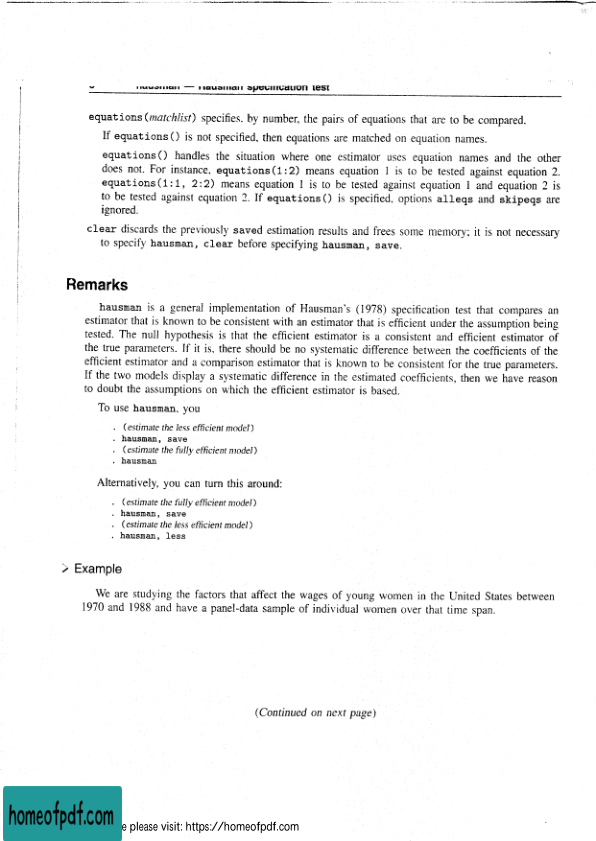 hausman — Hausman specification test
equations(matchlist) specifies, by number, the pairs of equations that are to be compared.
If equations() is not specified, then equations are matched on equation names.
equations() handles the situation where one estimator uses equation names and the other
does not. For instance, equations(1:2) means equation 1 is to be tested against equation 2.
equations(1:1, 2:2) means equation 1 is to be tested against equation 1 and equation 2 is
to be tested against equation 2. If equations() is specified, options alleqs and skipeqs are
ignored.
clear discards the previously saved estimation results and frees some memory; it is not necessary
to specify hausman, clear before specifying hausman, save.
Remarks
hausman is a general implementation of Hausman's (1978) specification test that compares an
estimator that is known to be consistent with an estimator that is efficient under the assumption being
tested. The null hypothesis is that the efficient estimator is a consistent and efficient estimator of
the true parameters. If it is, there should be no systematic difference between the coefficients of the
efficient estimator and a comparison estimator that is known to be consistent for the true parameters.
If the two models display a systematic difference in the estimated coefficients, then we have reason
to doubt the assumptions on which the efficient estimator is based.
To use hausman, you
. (estimate the less efficient model)
. hausman, save
. (estimate the fully efficient model)
. hausman
Alternatively, you can turn this around:
. (estimate the fully efficient model)
. hausman, save
. (estimate the less efficient model)
. hausman, less
> Example
We are studying the factors that affect the wages of young women in the United States between
1970 and 1988 and have a panel-data sample of individual women over that time span.
(Continued on next page)
homeofpdf.com
e please visit: https://homeofpdf.com